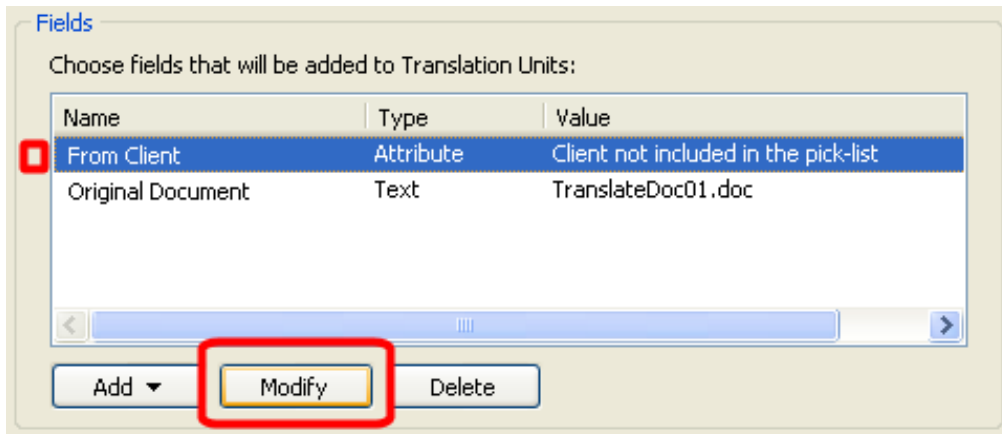 Fields
Choose fields that will be added to Translation Units:
Name Type Value
From Client Attribute Client not included in the pick-list
Original Document Text TranslateDoc01.doc
Add Modify Delete